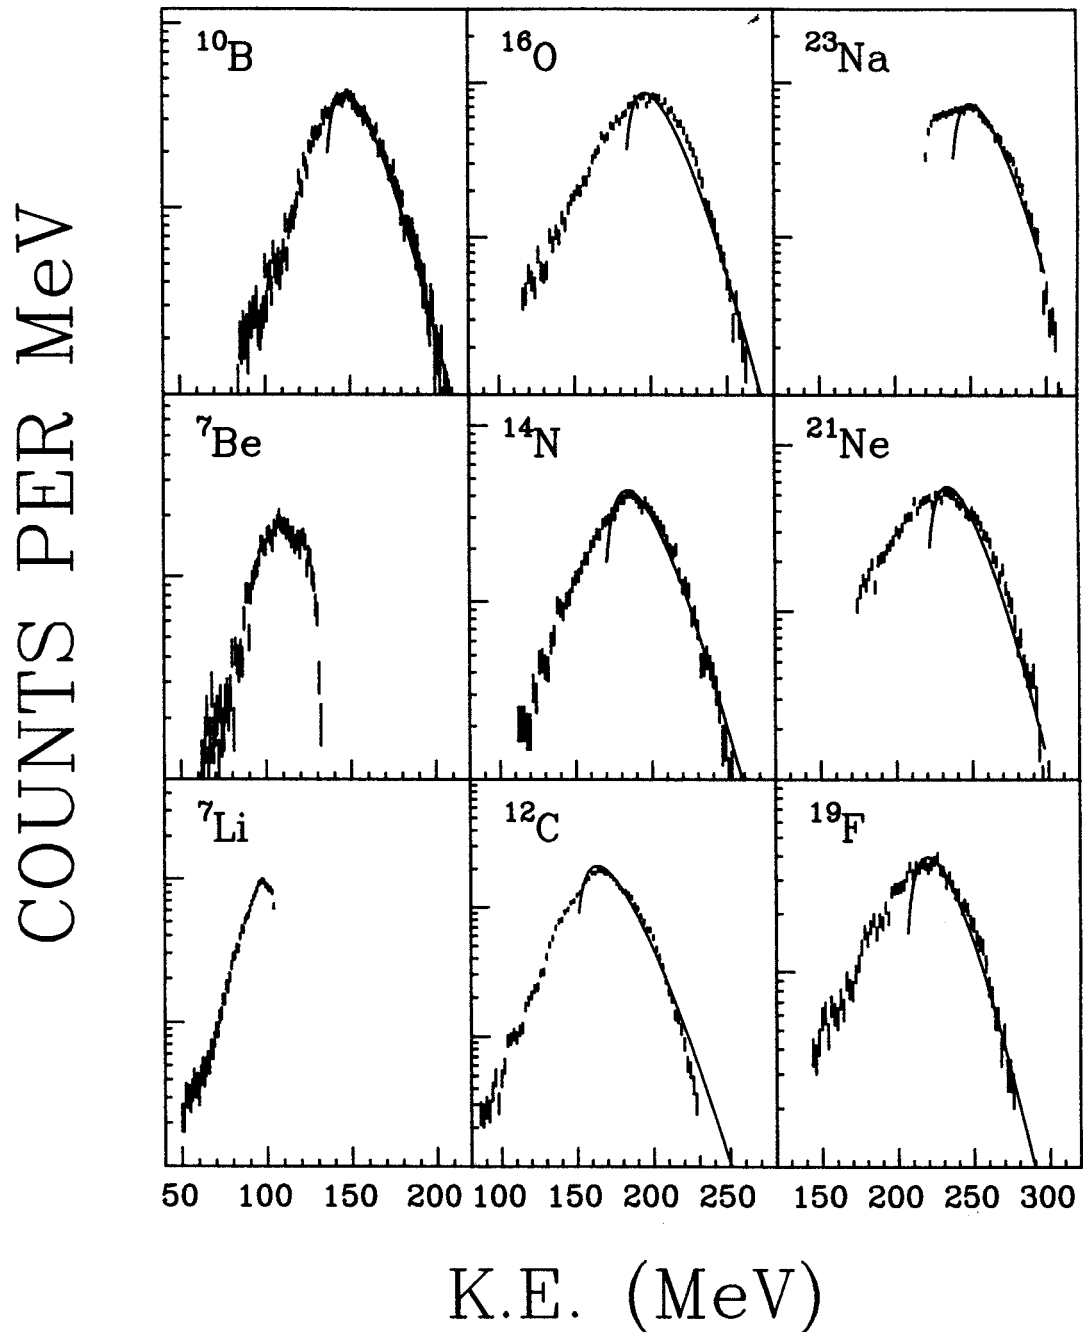 COUNTS PER MeV
¹⁰B
¹⁶O
²³Na
⁷Be
¹⁴N
²¹Ne
⁷Li
¹²C
¹⁹F
50 100 150 200 100 150 200 250 150 200 250 300
K.E. (MeV)